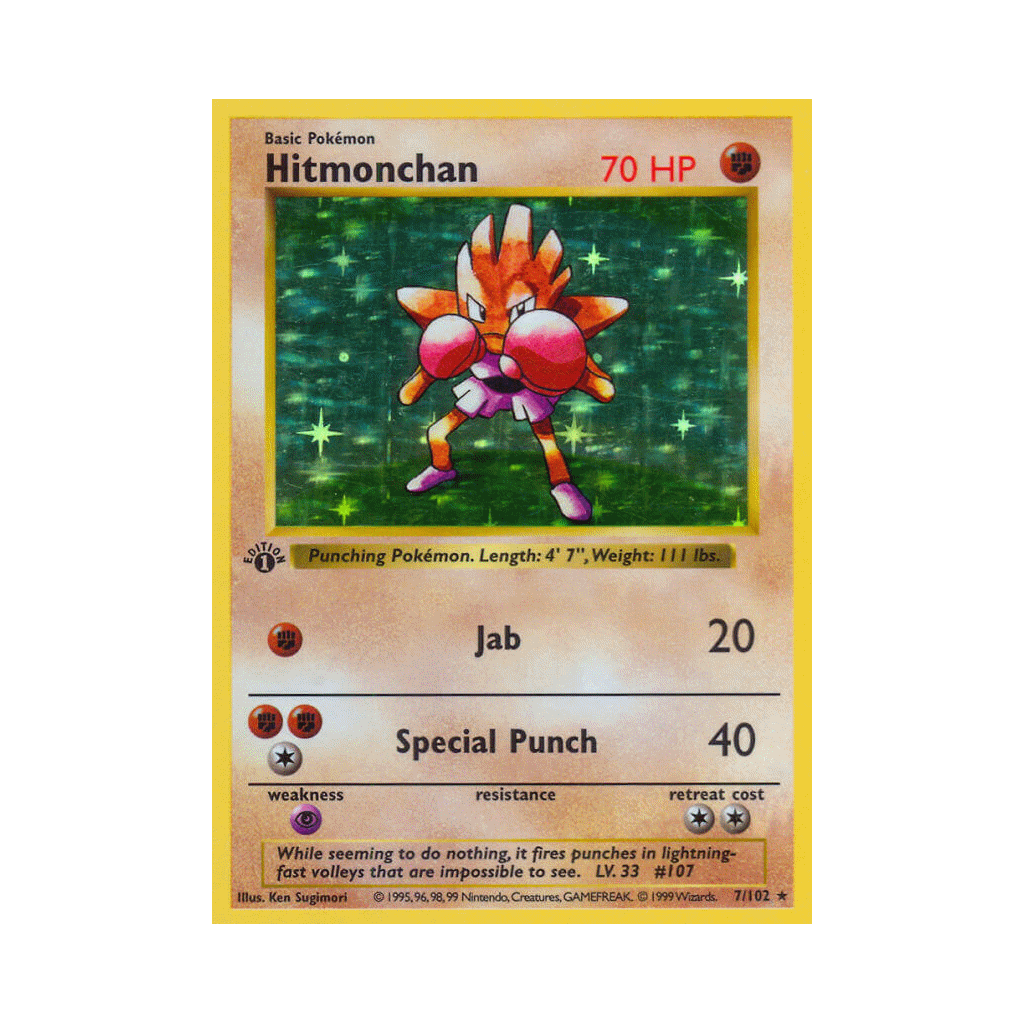 Basic Pokémon
Hitmonchan 70 HP
EDITION
1
Punching Pokémon. Length: 4' 7", Weight: 111 lbs.
Jab 20
Special Punch 40
weakness resistance retreat cost
While seeming to do nothing, it fires punches in lightning-
fast volleys that are impossible to see. LV. 33 #107
Illus. Ken Sugimori © 1995, 96, 98, 99 Nintendo, Creatures, GAMEFREAK. © 1999 Wizards. 7/102 ★